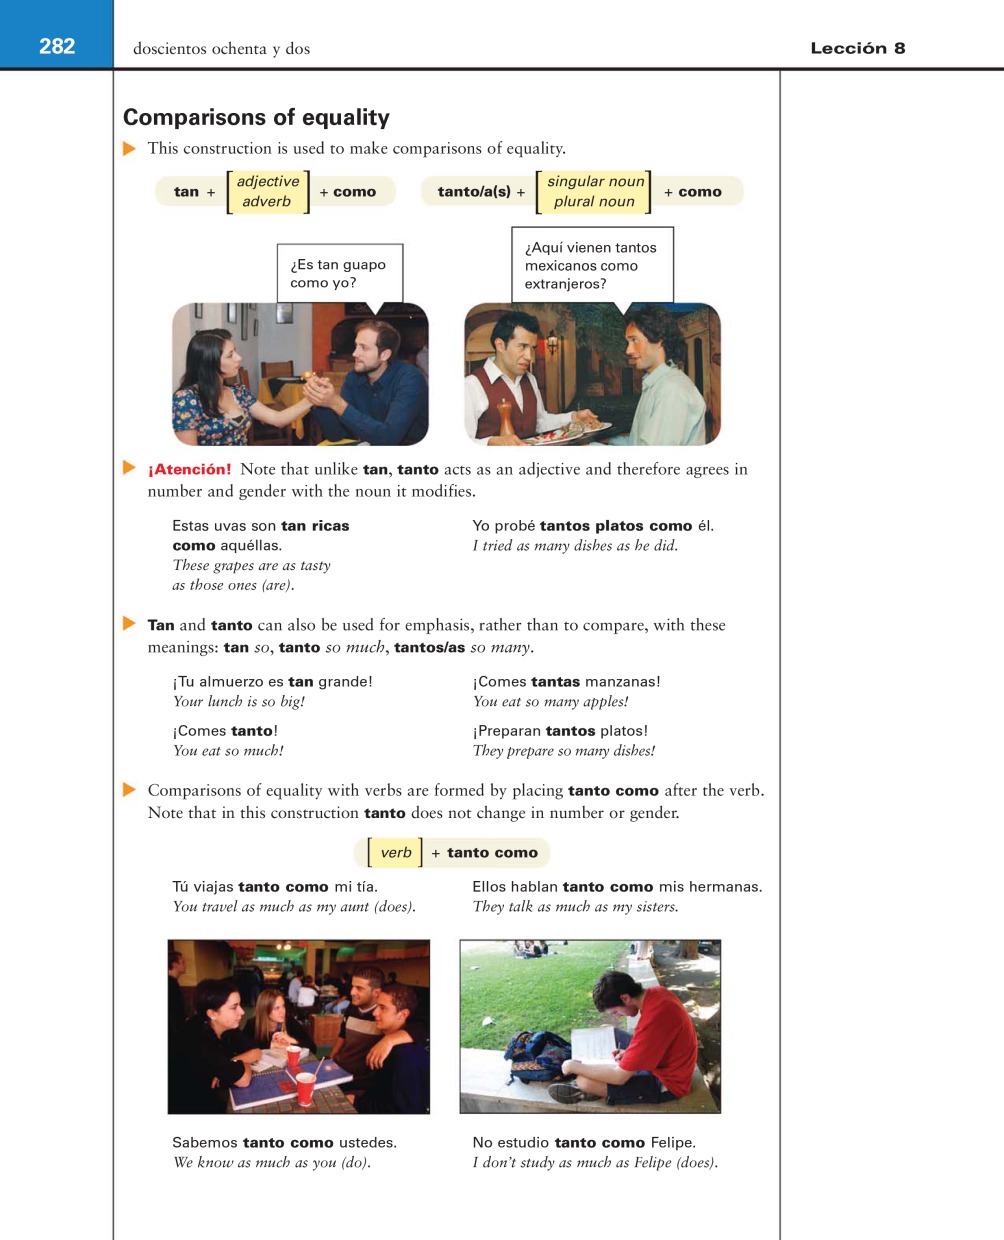 282
doscientos ochenta y dos
Lección 8
Comparisons of equality
This construction is used to make comparisons of equality.
tan + [adjective adverb] + como
tanto/a(s) + [singular noun plural noun] + como
¿Es tan guapo
como yo?
¿Aquí vienen tantos
mexicanos como
extranjeros?
¡Atención! Note that unlike tan, tanto acts as an adjective and therefore agrees in
number and gender with the noun it modifies.
Estas uvas son tan ricas
como aquéllas.
These grapes are as tasty
as those ones (are).
Yo probé tantos platos como él.
I tried as many dishes as he did.
Tan and tanto can also be used for emphasis, rather than to compare, with these
meanings: tan so, tanto so much, tantos/as so many.
¡Tu almuerzo es tan grande!
Your lunch is so big!
¡Comes tantas manzanas!
You eat so many apples!
¡Comes tanto!
You eat so much!
¡Preparan tantos platos!
They prepare so many dishes!
Comparisons of equality with verbs are formed by placing tanto como after the verb.
Note that in this construction tanto does not change in number or gender.
[verb] + tanto como
Tú viajas tanto como mi tía.
You travel as much as my aunt (does).
Ellos hablan tanto como mis hermanas.
They talk as much as my sisters.
Sabemos tanto como ustedes.
We know as much as you (do).
No estudio tanto como Felipe.
I don't study as much as Felipe (does).